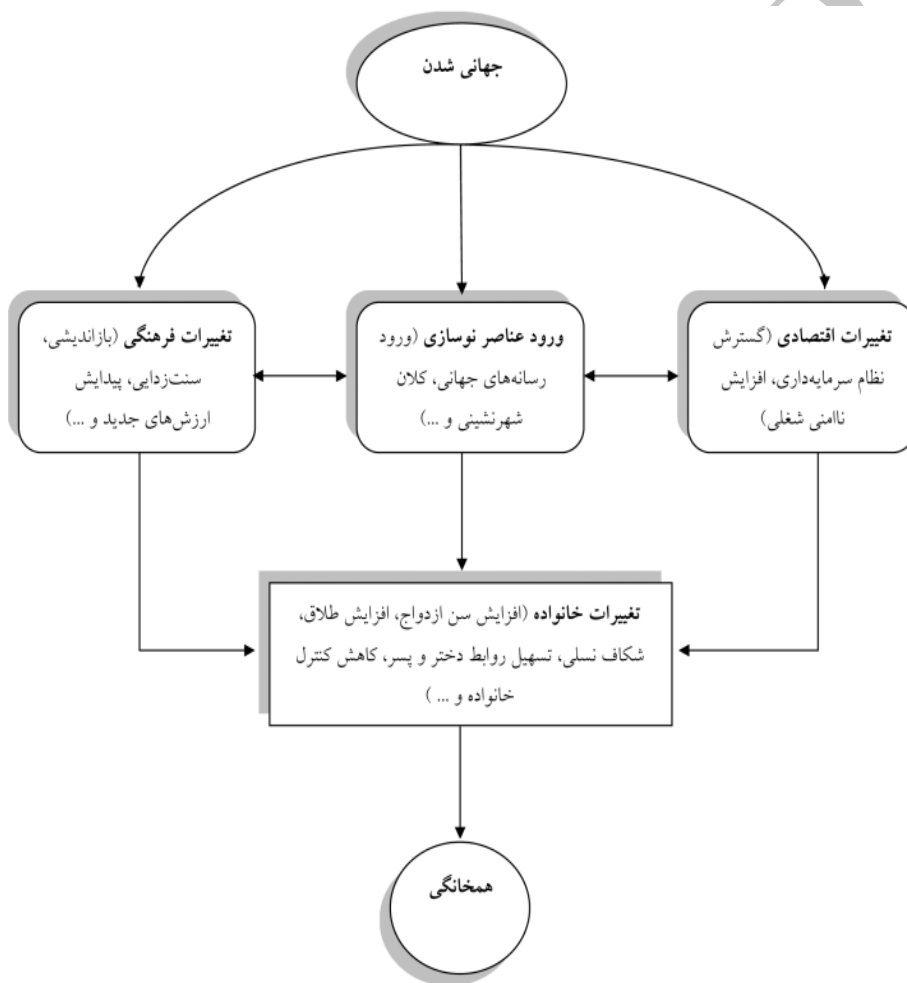 جهانی شدن
تغییرات اقتصادی (گسترش
نظام سرمایه‌داری، افزایش
ناامنی شغلی)
ورود عناصر نوسازی (ورود
رسانه‌های جهانی، کلان
شهرنشینی و ...)
تغییرات فرهنگی (بازاندیشی،
سنت‌زدایی، پیدایش
ارزش‌های جدید و ...)
تغییرات خانواده (افزایش سن ازدواج، افزایش طلاق،
شکاف نسلی، تسهیل روابط دختر و پسر، کاهش کنترل
خانواده و ... )
همخانگی